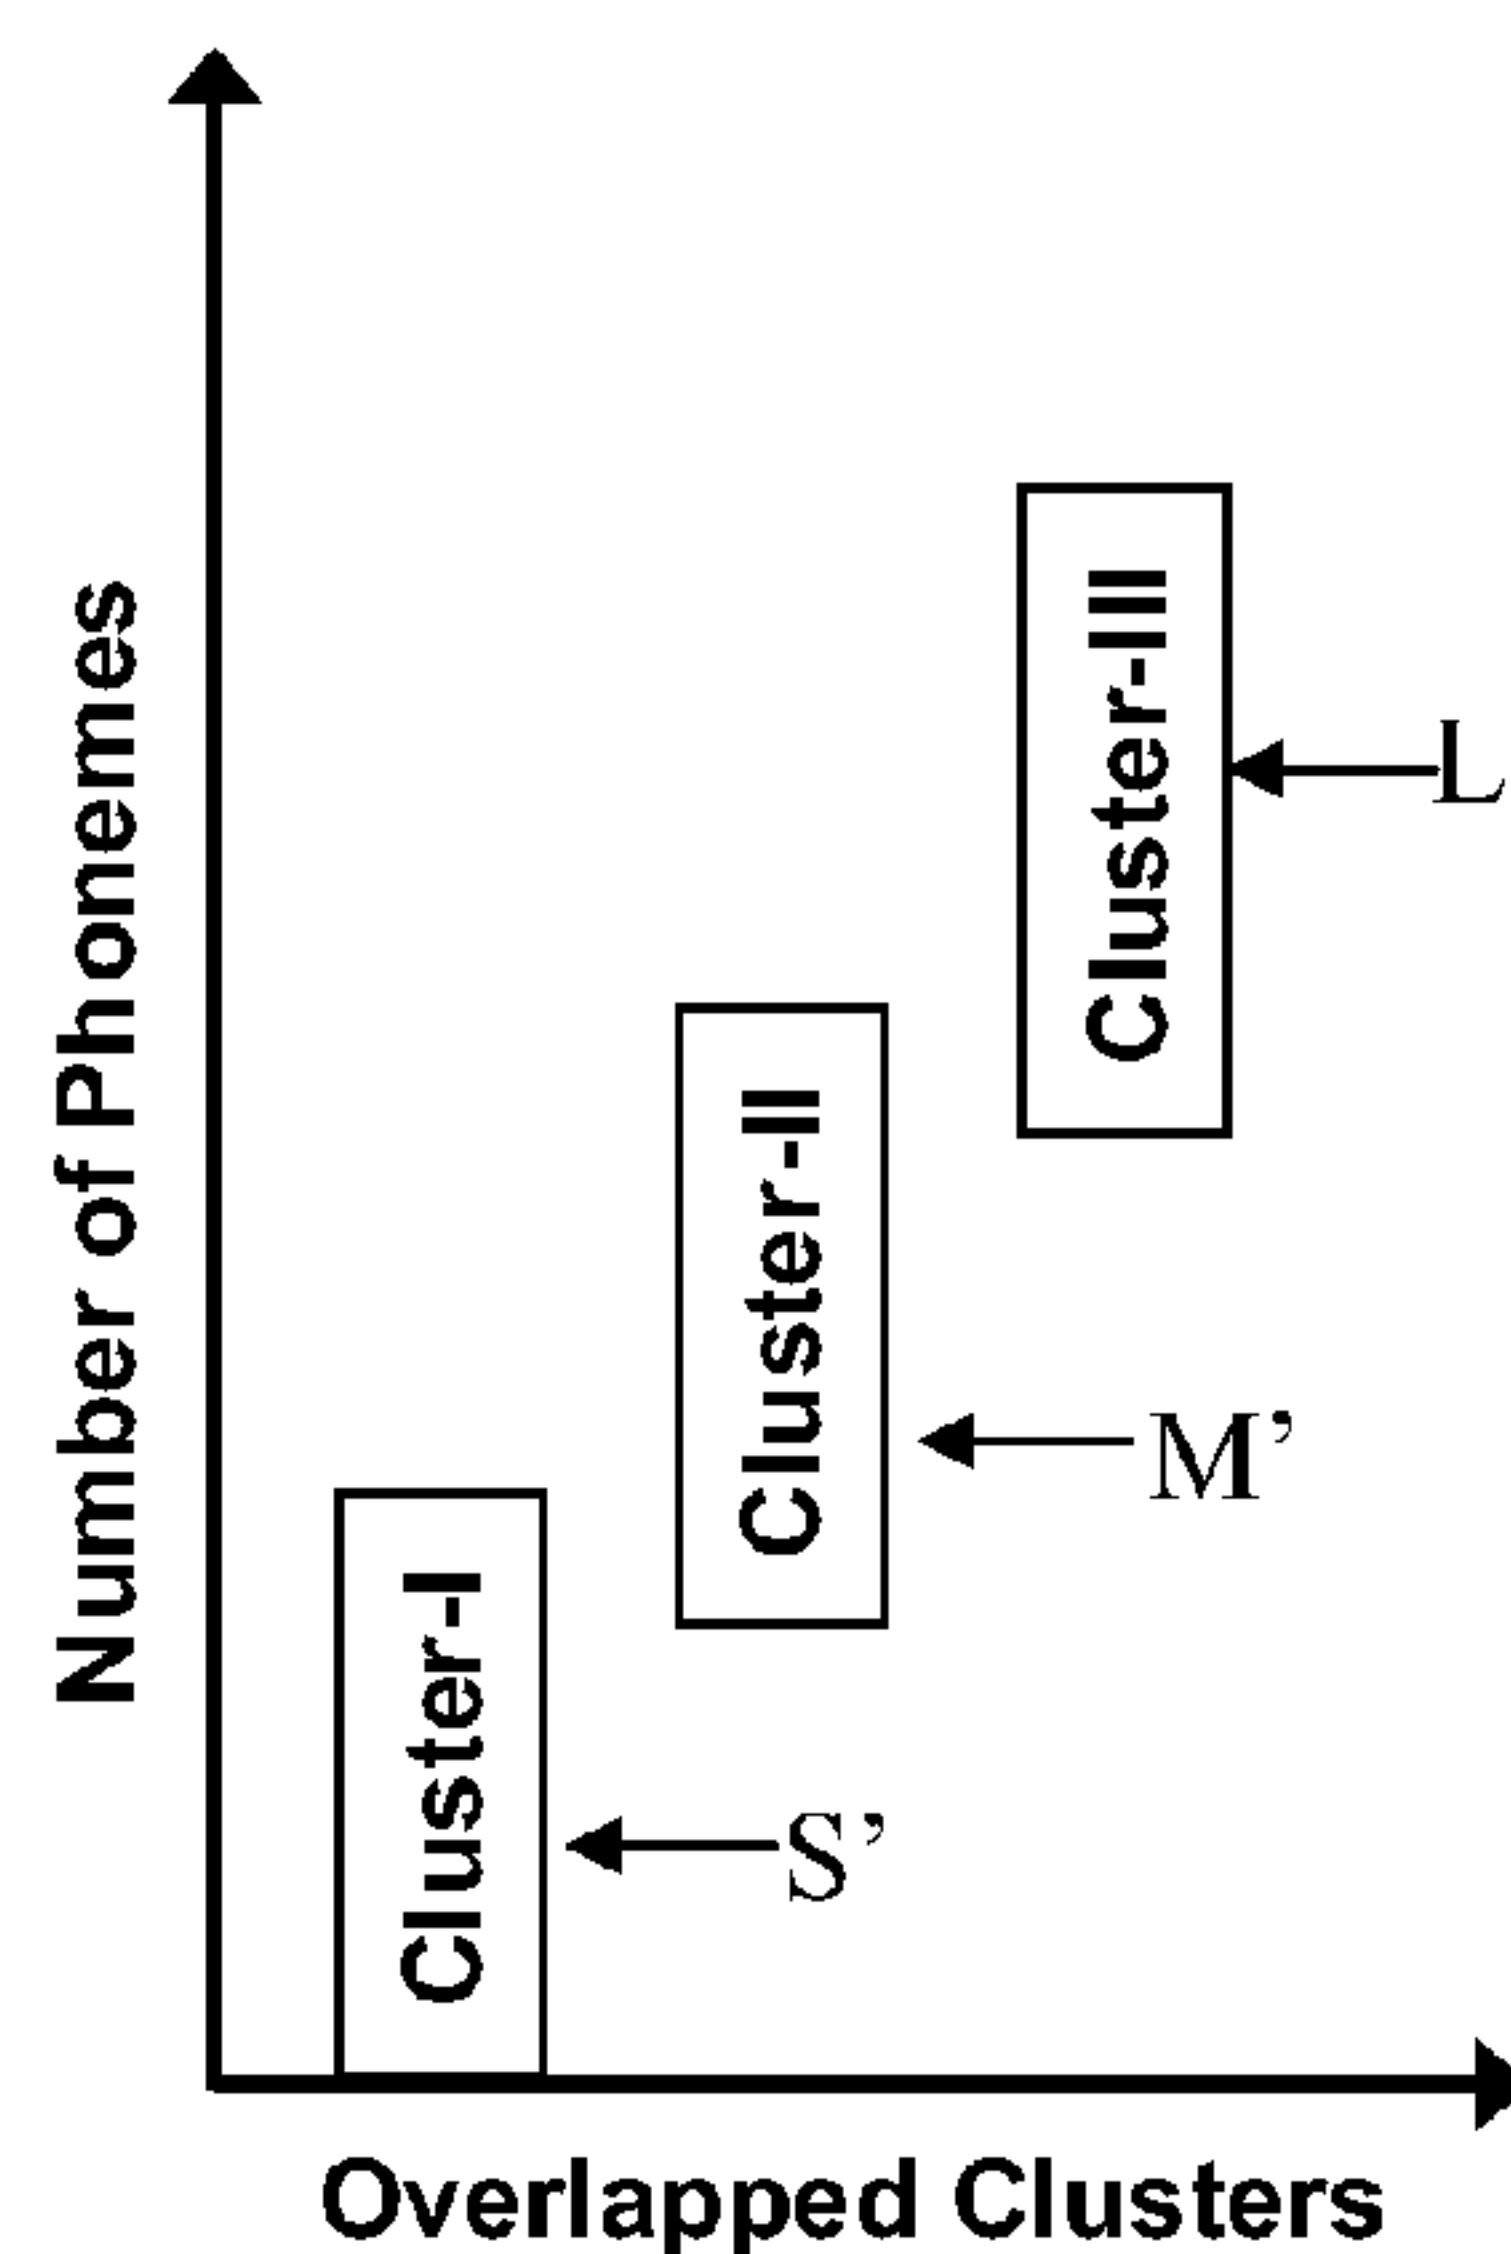 Number of Phonemes
Cluster-III
L
Cluster-II
M’
Cluster-I
S’
Overlapped Clusters